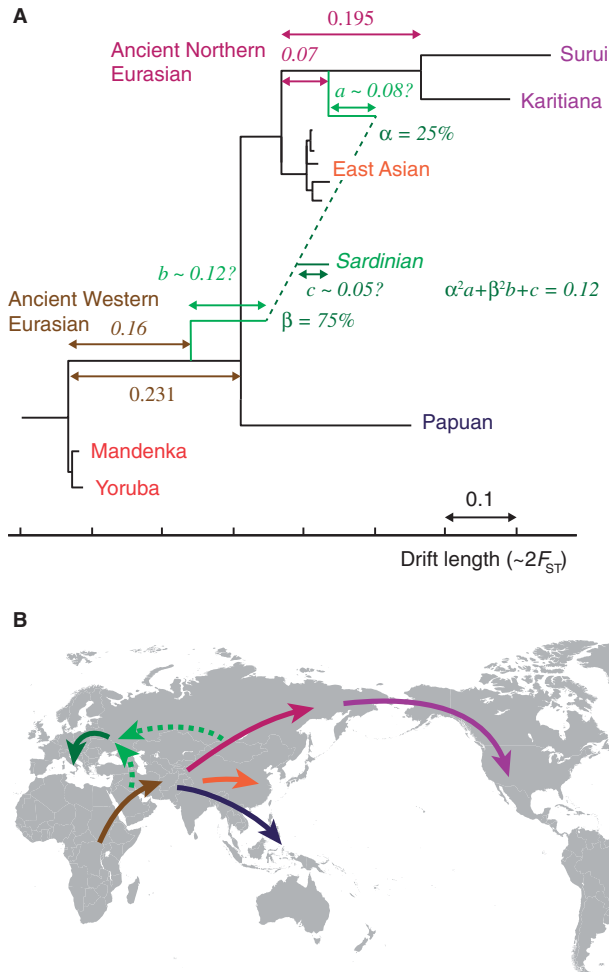 A
0.195
Ancient Northern
Eurasian
0.07
Surui
a ~ 0.08?
Karitiana
α = 25%
East Asian
Sardinian
b ~ 0.12?
c ~ 0.05?
α²a+β²b+c = 0.12
Ancient Western
Eurasian
β = 75%
0.16
0.231
Papuan
Mandenka
Yoruba
0.1
Drift length (~2F_ST)
B